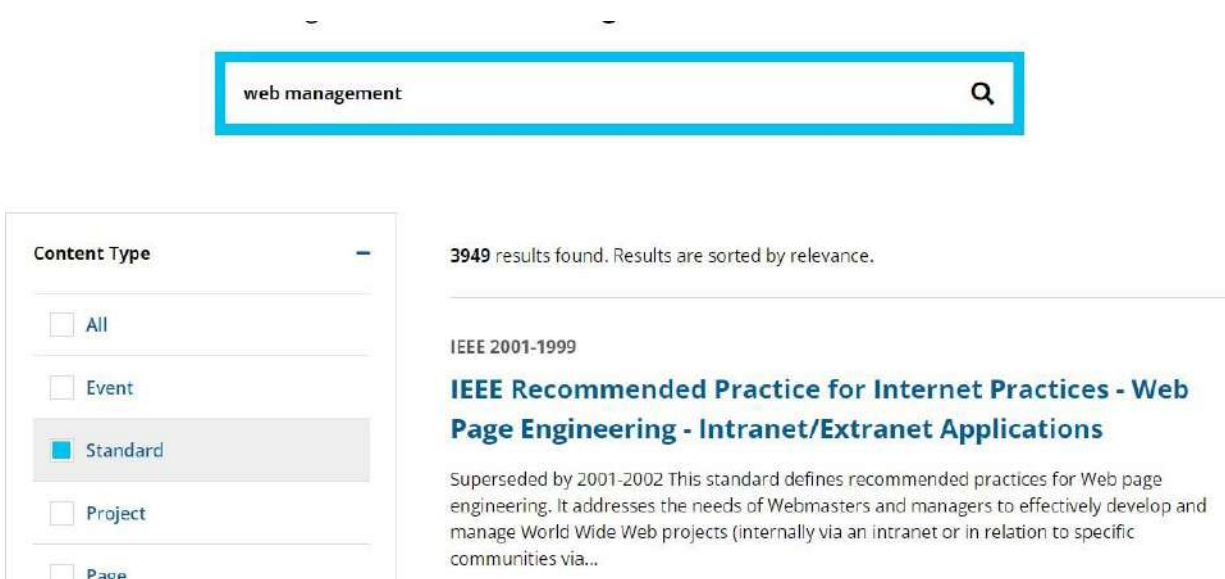 web management
Content Type
All
Event
Standard
Project
Page
3949 results found. Results are sorted by relevance.
IEEE 2001-1999
IEEE Recommended Practice for Internet Practices - Web
Page Engineering - Intranet/Extranet Applications
Superseded by 2001-2002 This standard defines recommended practices for Web page
engineering. It addresses the needs of Webmasters and managers to effectively develop and
manage World Wide Web projects (internally via an intranet or in relation to specific
communities via...